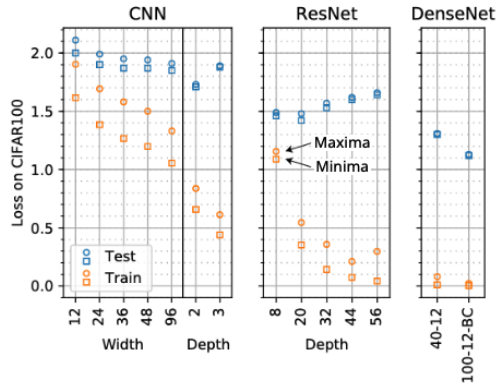 CNN
ResNet
DenseNet
Loss on CIFAR100
2.0
1.5
1.0
0.5
0.0
Maxima
Minima
Test
Train
12 24 36 48 96 2 3
8 20 32 44 56
40-12 100-12-BC
Width Depth
Depth